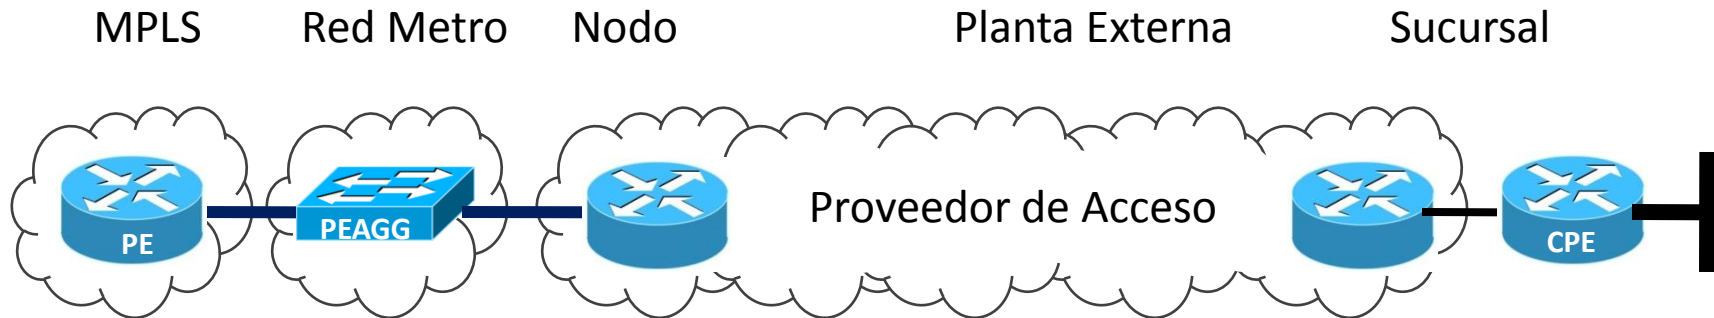 MPLS Red Metro Nodo Planta Externa Sucursal
PE PEAGG Proveedor de Acceso CPE